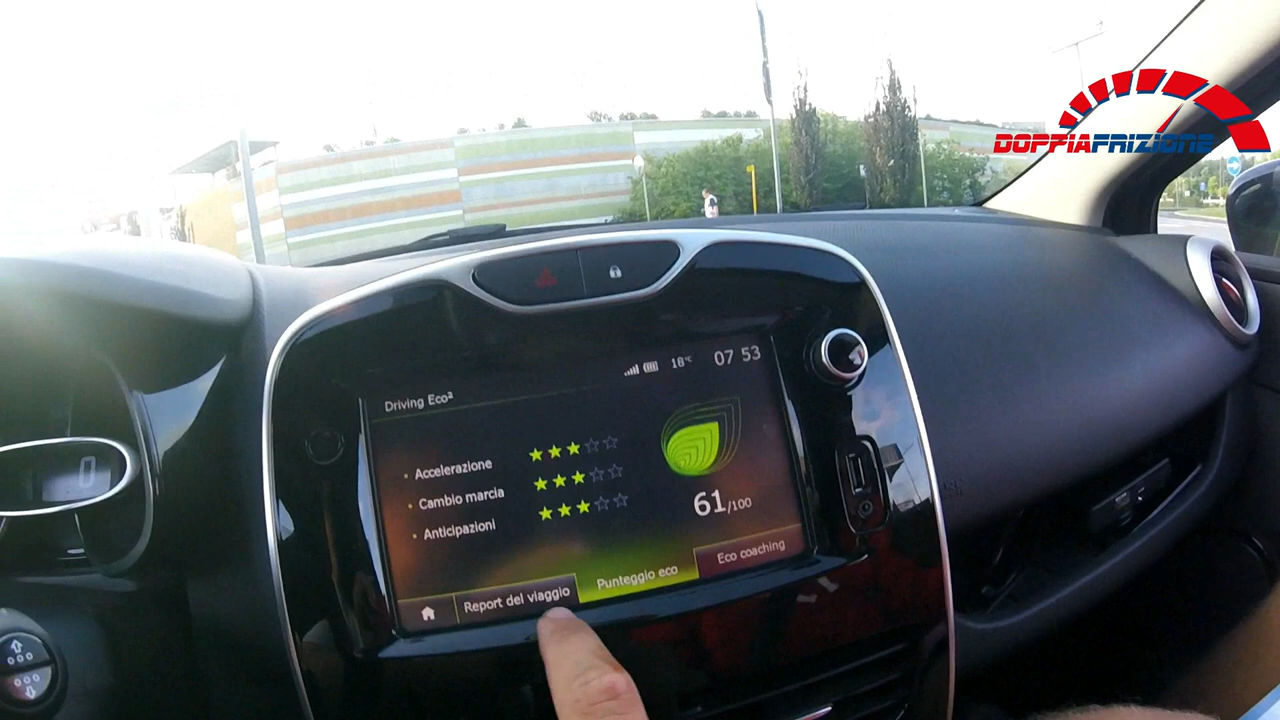 DOPPIAFRIZIONE
18°C 07 53
Driving Eco²
Accelerazione
Cambio marcia
Anticipazioni
61/100
Report del viaggio
Punteggio eco
Eco coaching
0